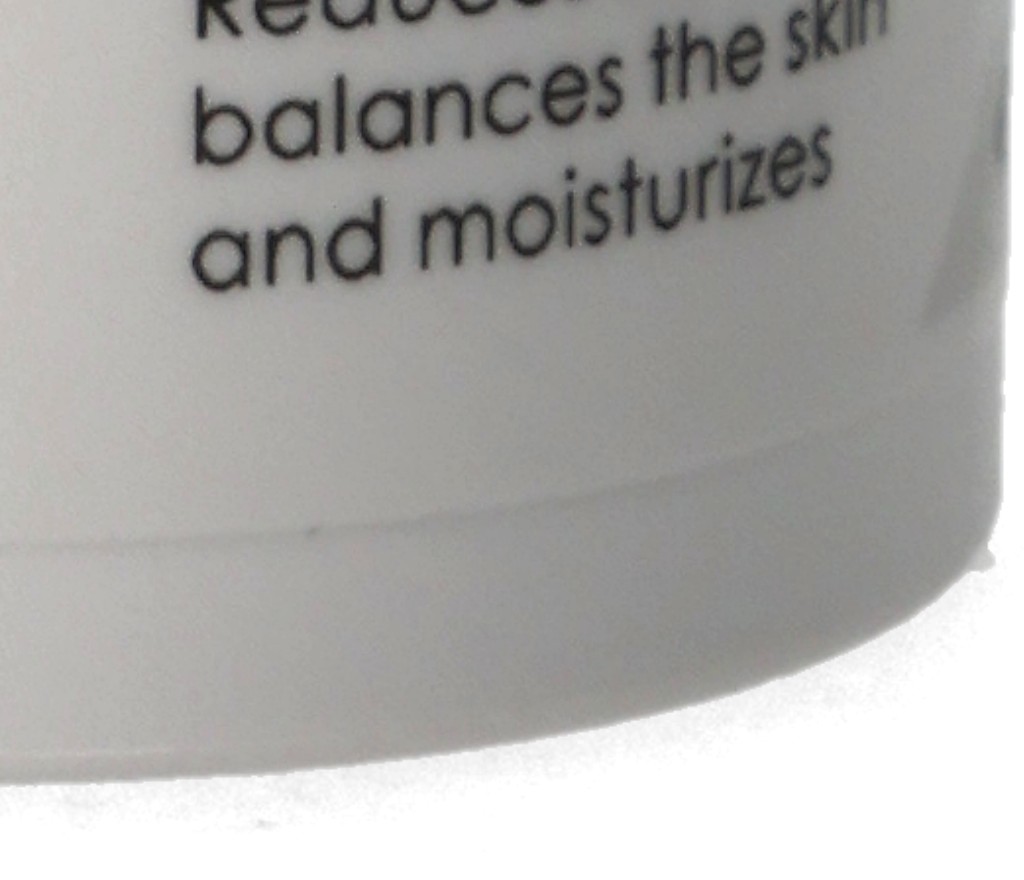 balances the skin
and moisturizes